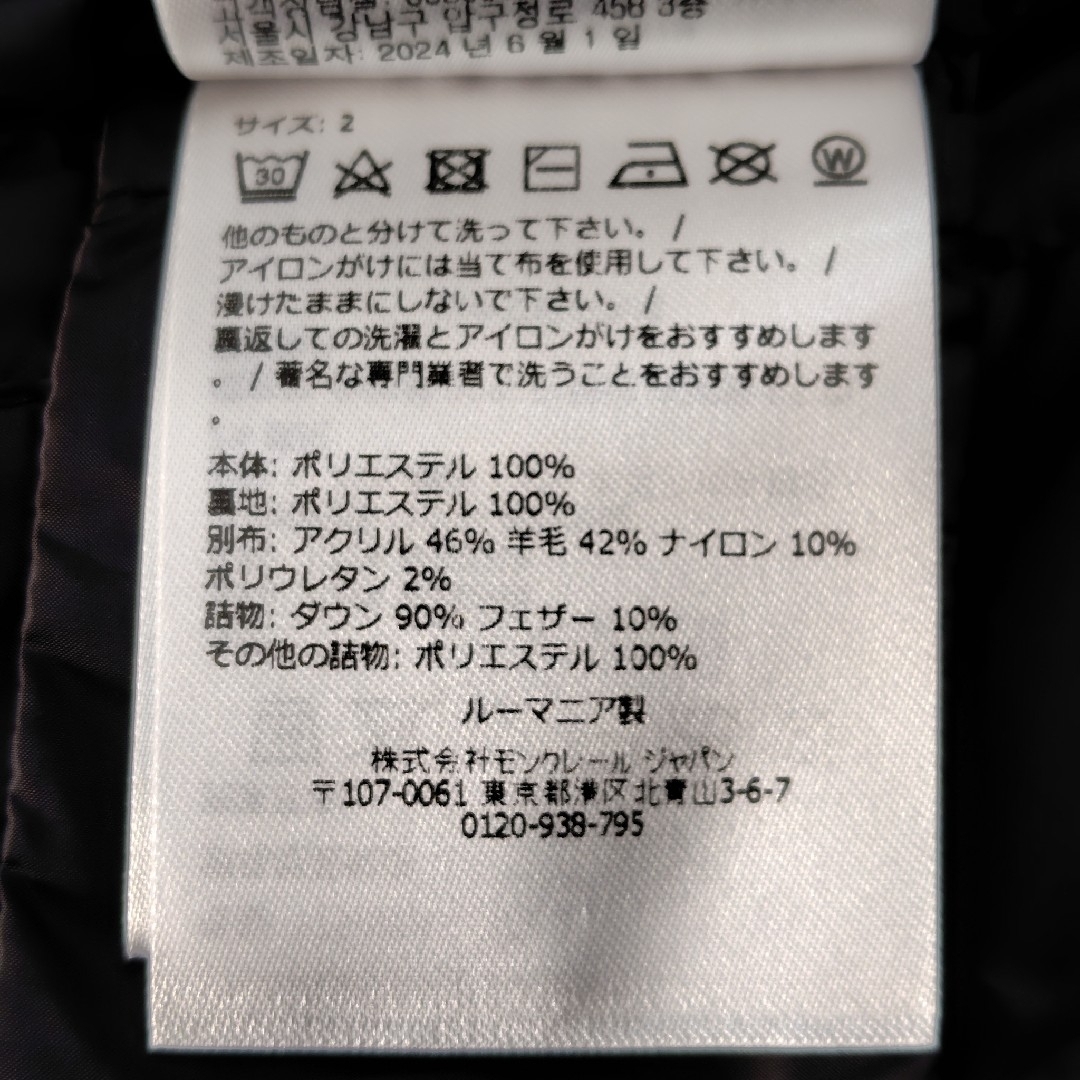 서울시 강남구 압구정로 458 3층
제조일자: 2024 년 6 월 1 일
サイズ: 2
30
W
他のものと分けて洗って下さい。 /
アイロンがけには当て布を使用して下さい。 /
浸けたままにしないで下さい。 /
裏返しての洗濯とアイロンがけをおすすめします
。 / 著名な専門業者で洗うことをおすすめします
。
本体: ポリエステル 100%
裏地: ポリエステル 100%
別布: アクリル 46% 羊毛 42% ナイロン 10%
ポリウレタン 2%
詰物: ダウン 90% フェザー 10%
その他の詰物: ポリエステル 100%
ルーマニア製
株式会社モンクレール ジャパン
〒107-0061 東京都港区北青山3-6-7
0120-938-795